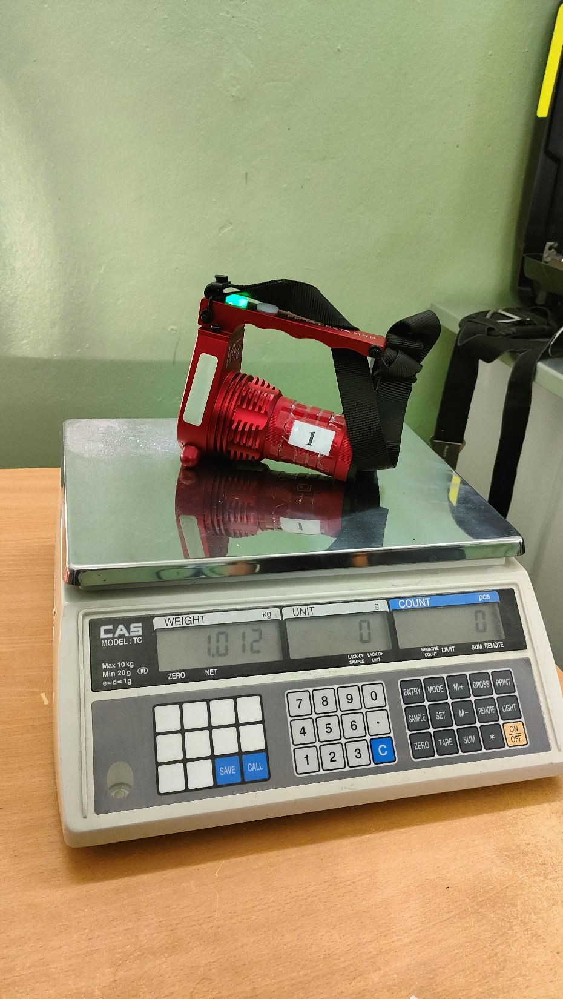 1
CAS
MODEL: TC
Max 10kg
Min 20g
e=d=1g
WEIGHT kg
1.012
ZERO NET
UNIT g
0
LACK OF SAMPLE LACK OF UNIT
COUNT pcs
0
NEGATIVE COUNT LIMIT SUM REMOTE
SAVE CALL
7 8 9 0
4 5 6 .
1 2 3 C
ENTRY MODE M+ GROSS PRINT
SAMPLE SET M- REMOTE LIGHT
ZERO TARE SUM * ON/OFF